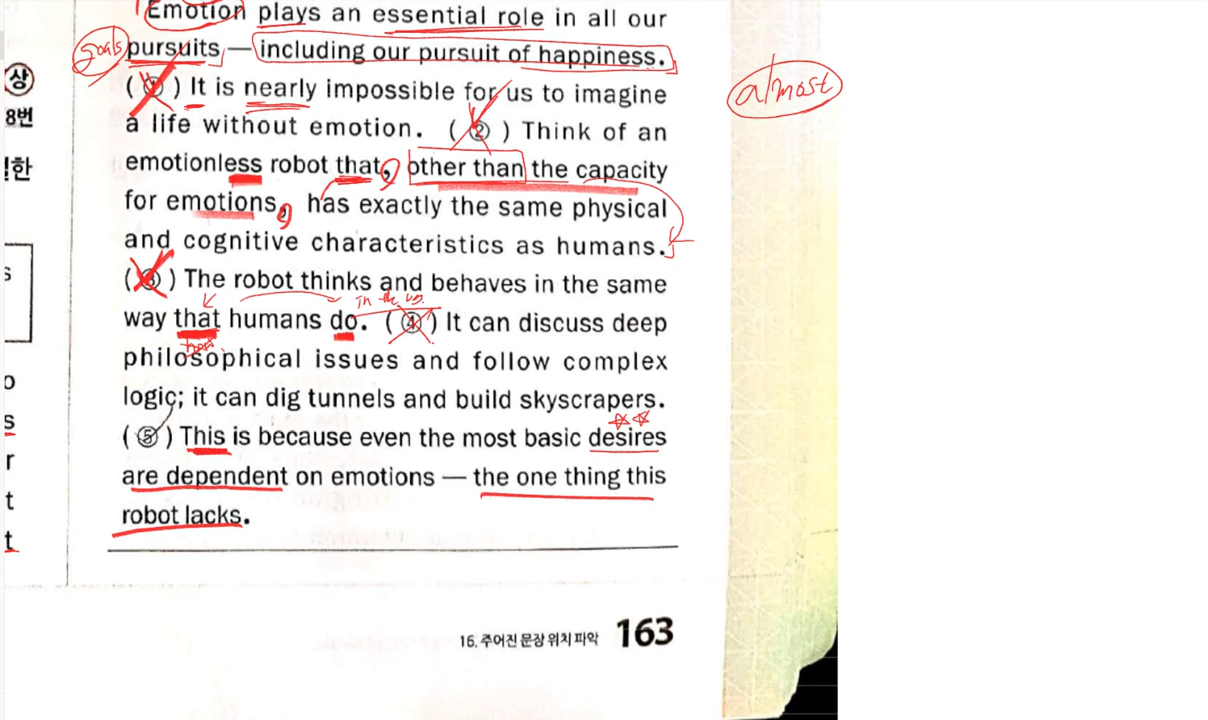 Emotion plays an essential role in all our
goals pursuits — including our pursuit of happiness.
almost
상
( ① ) It is nearly impossible for us to imagine
8번
a life without emotion. ( ② ) Think of an
한
emotionless robot that, other than the capacity
for emotions, has exactly the same physical
and cognitive characteristics as humans.
s
( ③ ) The robot thinks and behaves in the same
in the
way that humans do. ( ④ ) It can discuss deep
philosophical issues and follow complex
o
logic; it can dig tunnels and build skyscrapers.
s
( ⑤ ) This is because even the most basic desires
r
are dependent on emotions — the one thing this
t
robot lacks.
t
16. 주어진 문장 위치 파악 163